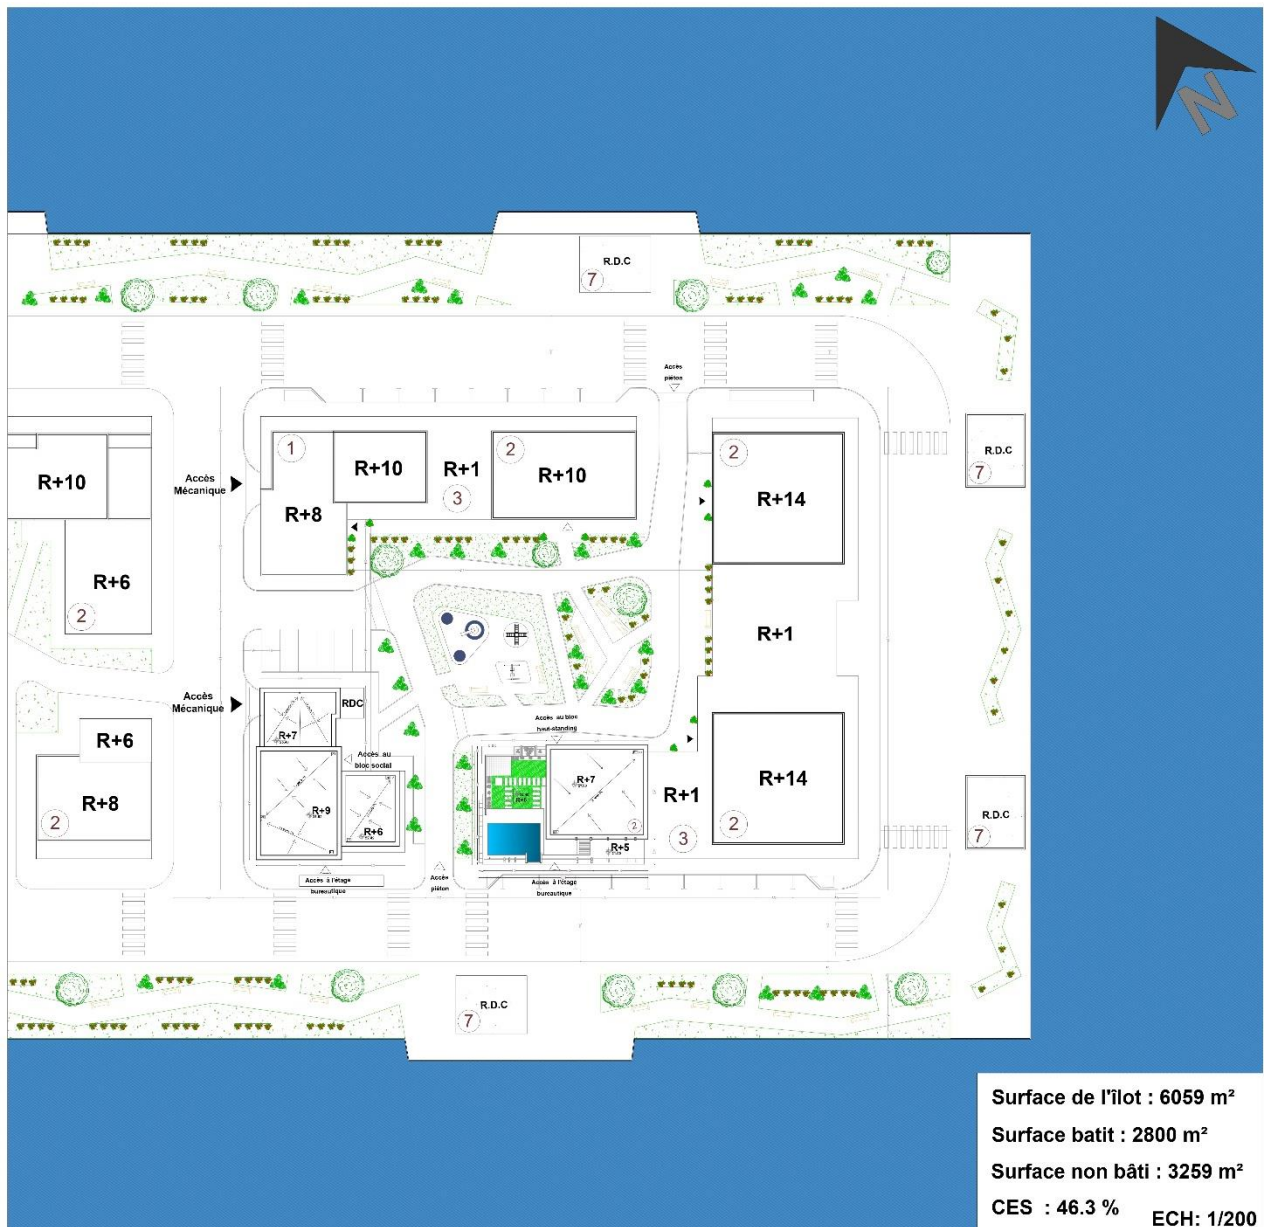 N
R.D.C
7
Accès
piéton
1
2
2
R.D.C
7
R+10
R+10
R+1
R+10
Accès
Mécanique
3
R+14
R+8
R+6
2
R+1
Accès
Mécanique
RDC
Accès au bloc
haut-standing
R+7
R+6
Accès au
bloc social
R+7
R+14
R+8
R+9
R+1
2
R+6
2
3
2
R+5
R.D.C
7
Accès à l'étage
bureautique
Accès
piéton
Accès à l'étage
bureautique
R.D.C
7
Surface de l'îlot : 6059 m²
Surface batit : 2800 m²
Surface non bâti : 3259 m²
CES : 46.3 %
ECH: 1/200